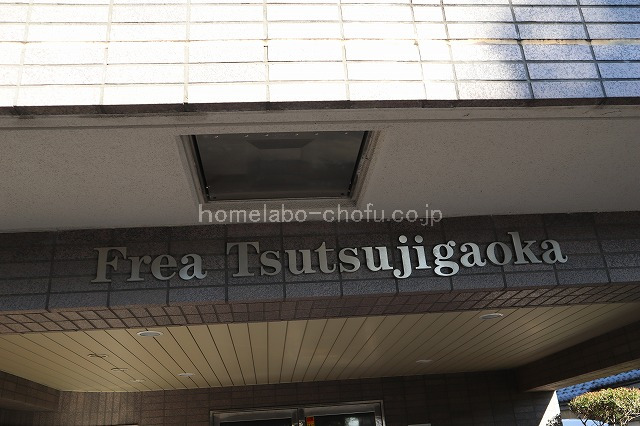 homelabo-chofu.co.jp
Frea Tsutsujigaoka